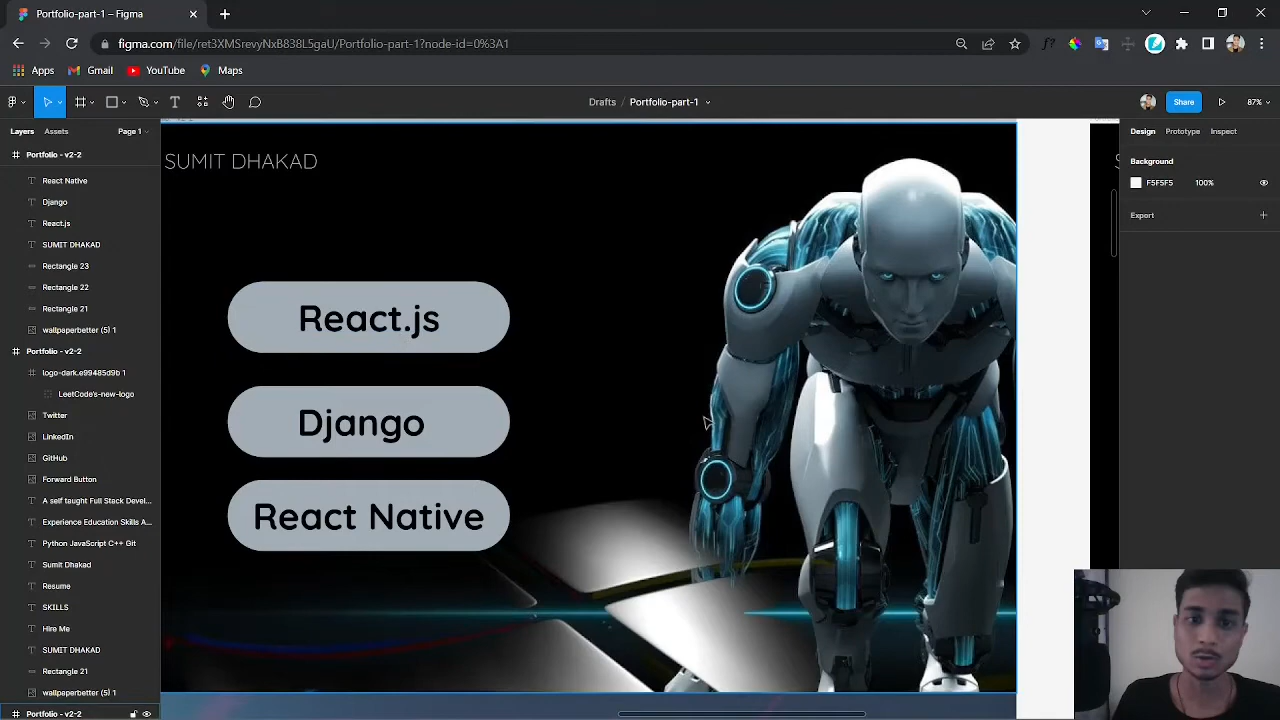 Portfolio-part-1 – Figma
figma.com/file/ret3XMSrevyNxB838L5gaU/Portfolio-part-1?node-id=0%3A1
f?
Apps
Gmail
YouTube
Maps
Drafts / Portfolio-part-1
Share
87%
Layers
Assets
Page 1
Design
Prototype
Inspect
Portfolio - v2-2
React Native
Django
React.js
SUMIT DHAKAD
Rectangle 23
Rectangle 22
Rectangle 21
wallpaperbetter (5) 1
Portfolio - v2-2
logo-dark.e99485d9b 1
LeetCode's-new-logo
Twitter
LinkedIn
GitHub
Forward Button
A self taught Full Stack Devel...
Experience Education Skills A...
Python JavaScript C++ Git
Sumit Dhakad
Resume
SKILLS
Hire Me
SUMIT DHAKAD
Rectangle 21
wallpaperbetter (5) 1
Portfolio - v2-2
SUMIT DHAKAD
React.js
Django
React Native
Background
F5F5F5
100%
Export